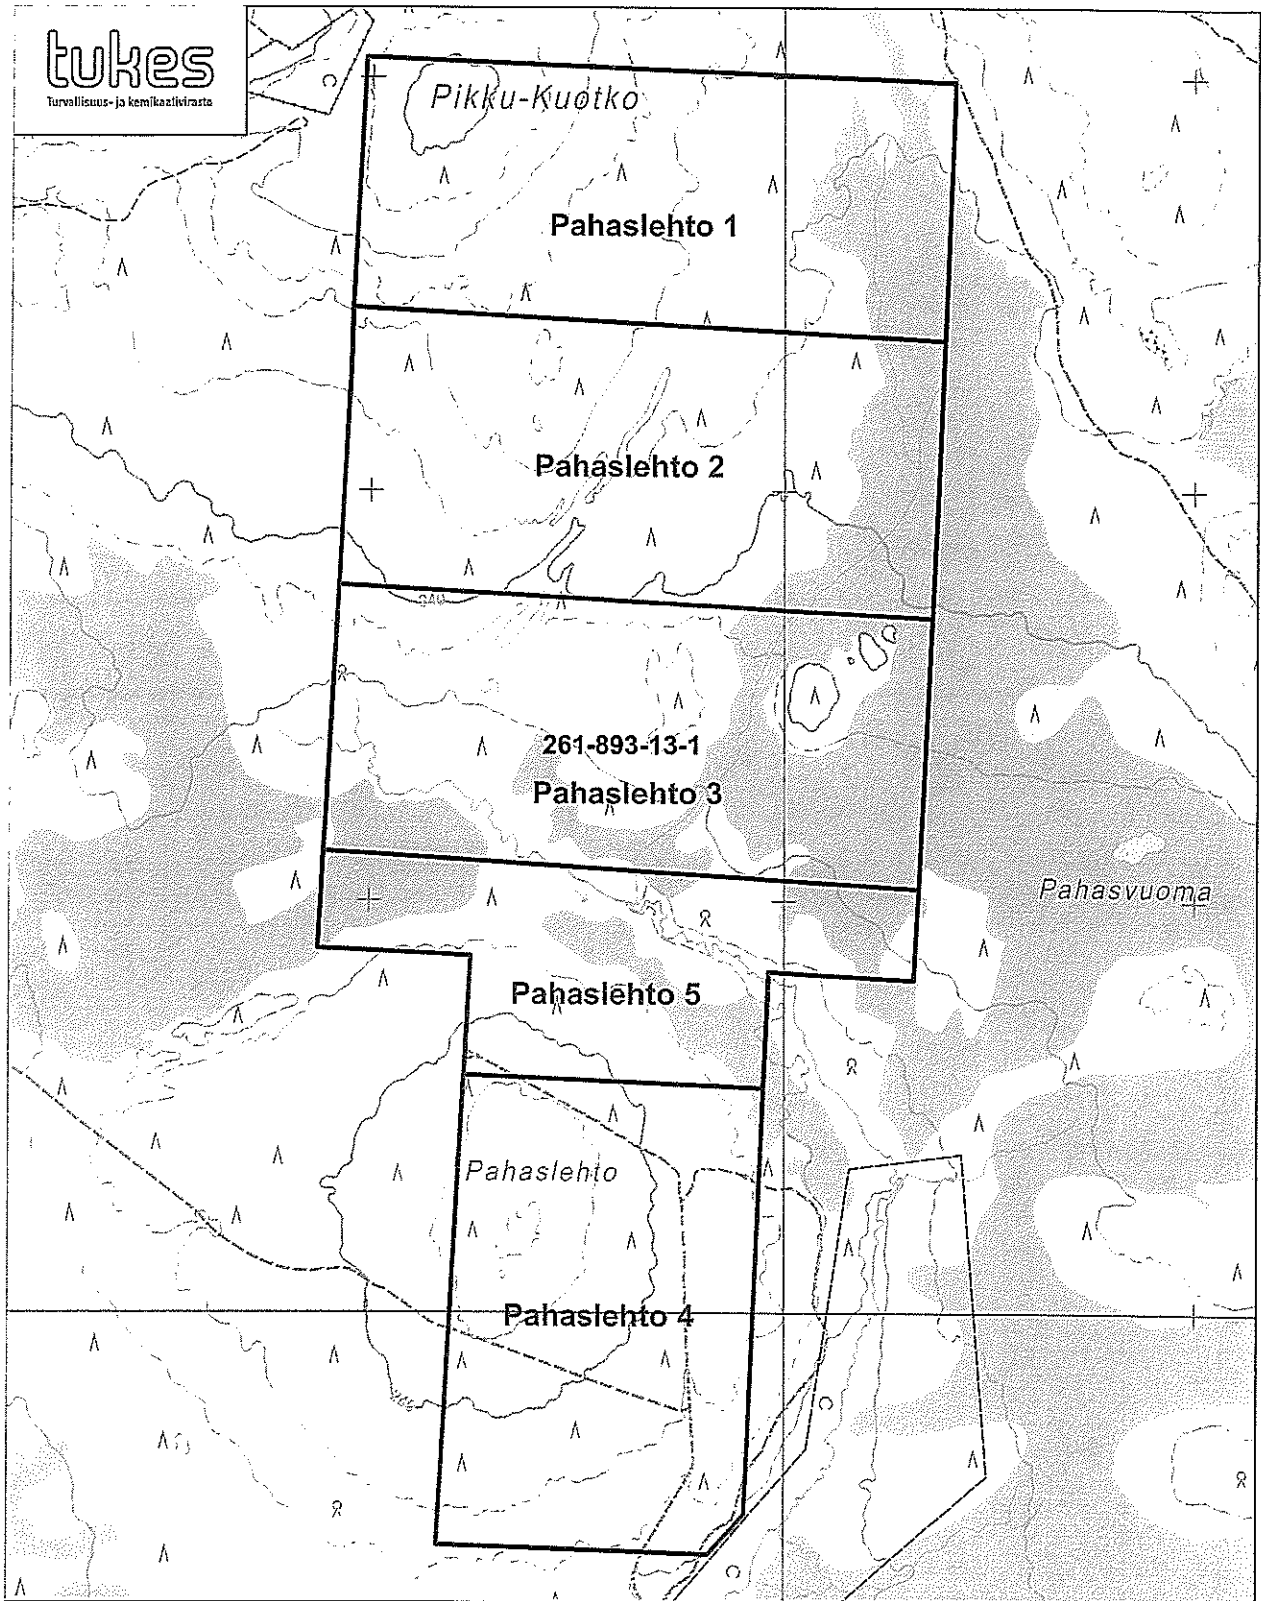 tukes
Turvallisuus- ja kemikaalivirasto
Pikku-Kuotko
Pahaslehto 1
Pahaslehto 2
261-893-13-1
Pahaslehto 3
Pahasvuoma
Pahaslehto 5
Pahaslehto
Pahaslehto 4